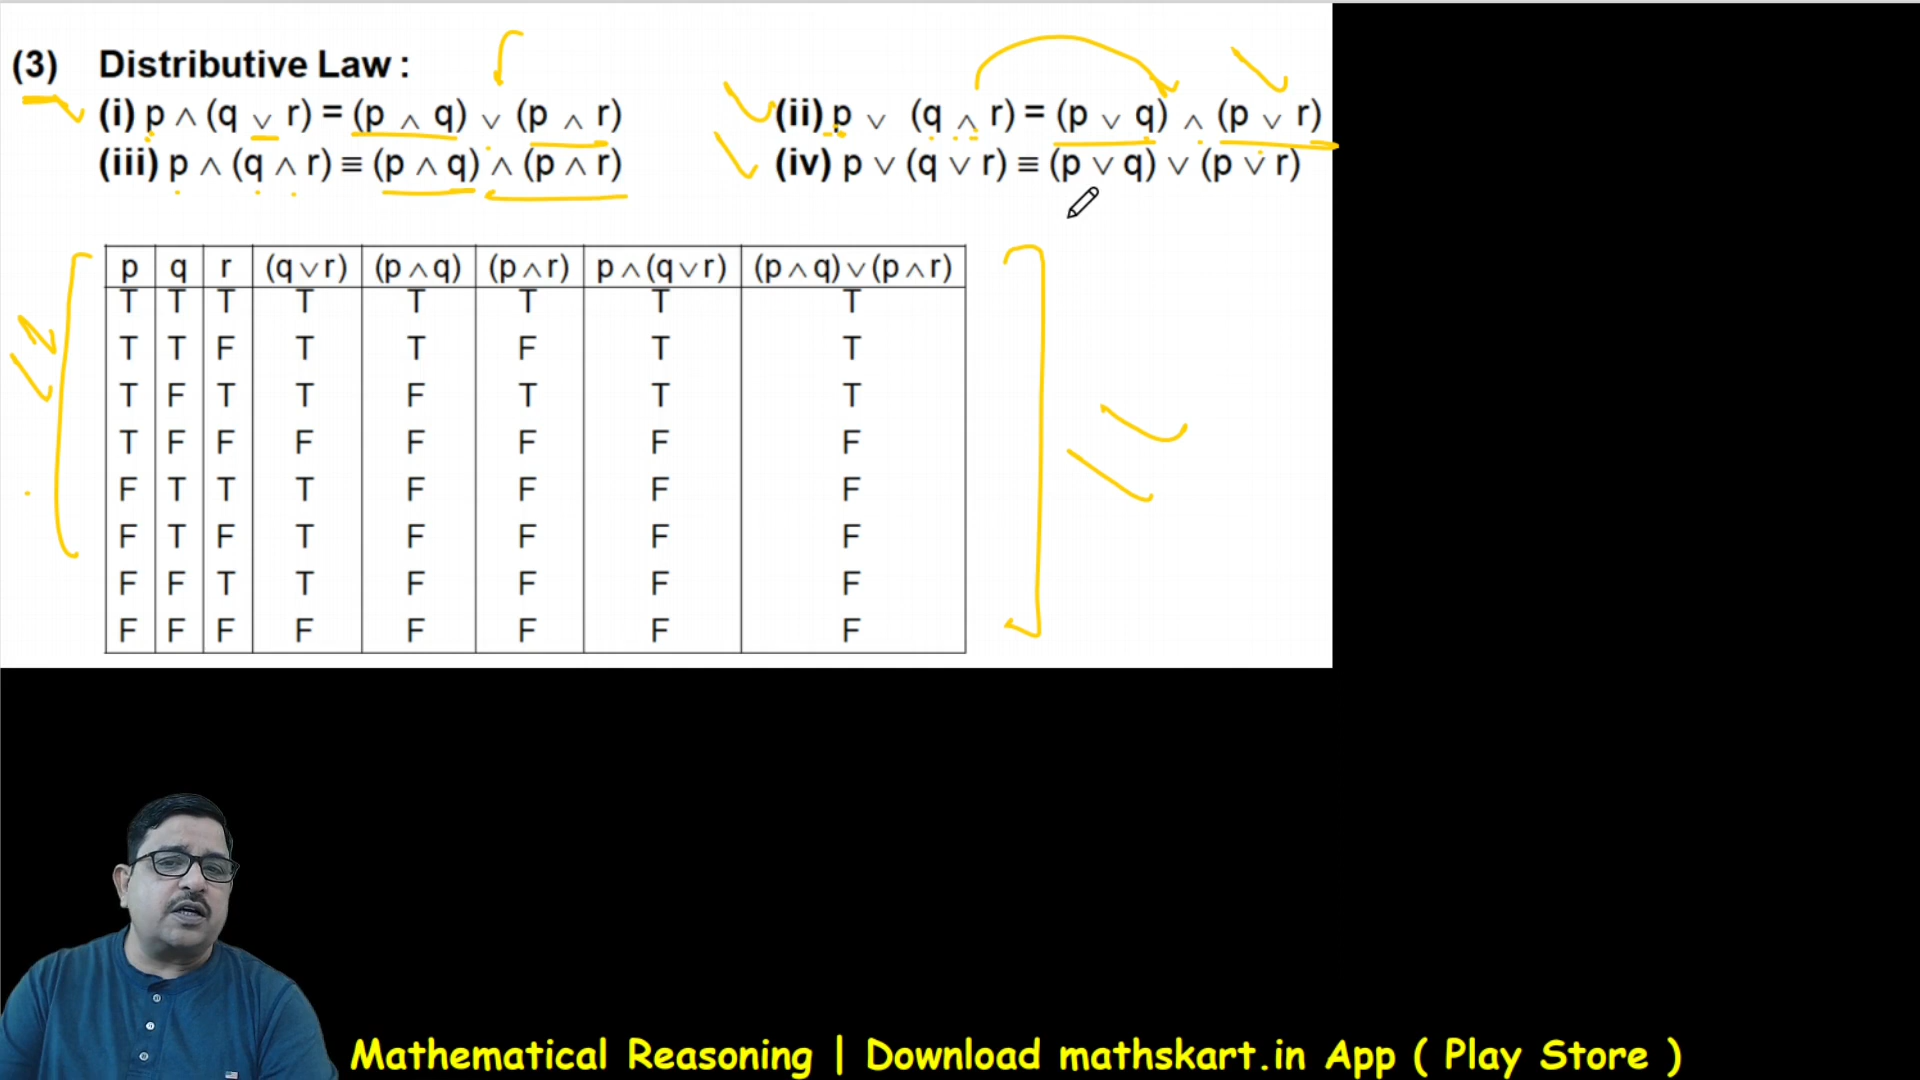 (3) Distributive Law :
(i) p ∧ (q ∨ r) = (p ∧ q) ∨ (p ∧ r) (ii) p ∨ (q ∧ r) = (p ∨ q) ∧ (p ∨ r)
(iii) p ∧ (q ∧ r) ≡ (p ∧ q) ∧ (p ∧ r) (iv) p ∨ (q ∨ r) ≡ (p ∨ q) ∨ (p ∨ r)
p q r (q ∨ r) (p ∧ q) (p ∧ r) p ∧ (q ∨ r) (p ∧ q) ∨ (p ∧ r)
T T T T T T T T
T T F T T F T T
T F T T F T T T
T F F F F F F F
F T T T F F F F
F T F T F F F F
F F T T F F F F
F F F F F F F F
Mathematical Reasoning | Download mathskart.in App ( Play Store )